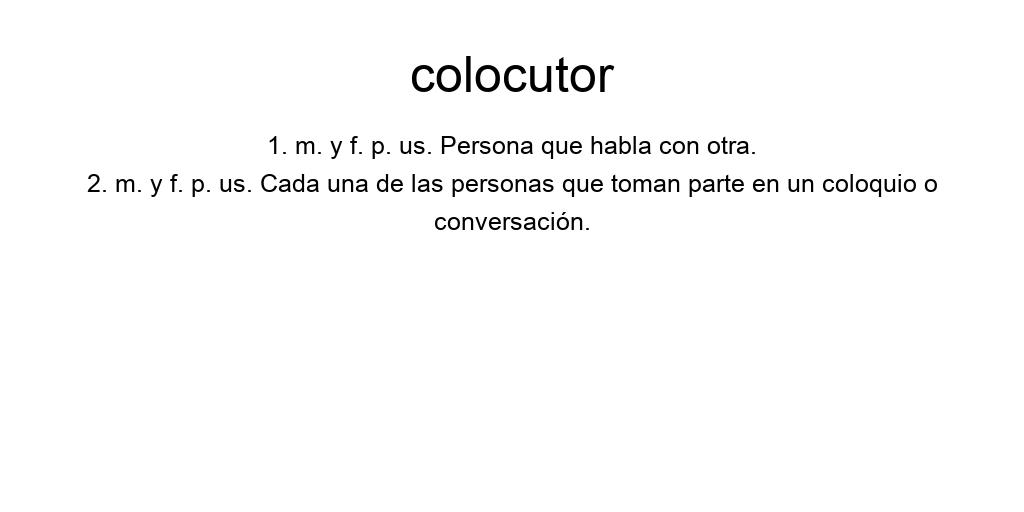 colocutor
1. m. y f. p. us. Persona que habla con otra.
2. m. y f. p. us. Cada una de las personas que toman parte en un coloquio o
conversación.